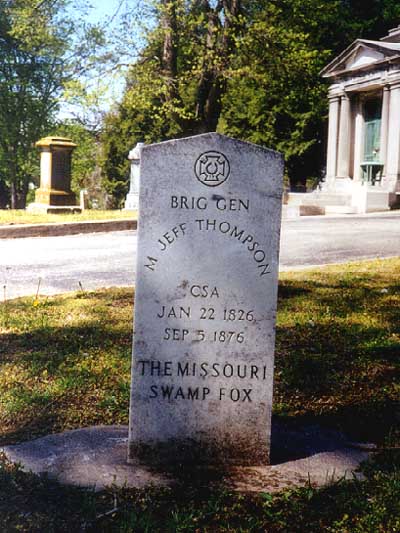 BRIG GEN
M JEFF THOMPSON
CSA
JAN 22 1826
SEP 5 1876
THE MISSOURI
SWAMP FOX